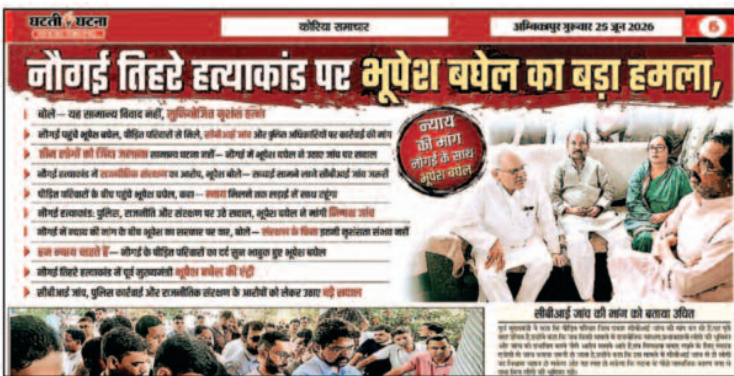 घटती घटना
कोरिया समाचार
अम्बिकापुर गुरुवार 25 जून 2026
6
नौगई तिहरे हत्याकांड पर भूपेश बघेल का बड़ा हमला,
बोले– यह सामान्य विवाद नहीं, सुनियोजित नृशंस हत्या
नौगई पहुंचे भूपेश बघेल, पीड़ित परिवारों से मिले, सीबीआई जांच और पुलिस अधिकारियों पर कार्रवाई की मांग
तीन लोगों को जिंदा जलाना सामान्य घटना नहीं– नौगई में भूपेश बघेल ने उठाए जांच पर सवाल
नौगई हत्याकांड में राजनीतिक संरक्षण का आरोप, भूपेश बोले– सच्चाई सामने लाने सीबीआई जांच जरूरी
पीड़ित परिवारों के बीच पहुंचे भूपेश बघेल, कहा– न्याय मिलने तक लड़ाई में साथ रहूंगा
नौगई हत्याकांड: पुलिस, राजनीति और संरक्षण पर उठे सवाल, भूपेश बघेल ने मांगी निष्पक्ष जांच
नौगई में न्याय की मांग के बीच भूपेश का सरकार पर वार, बोले– संरक्षण के बिना इतनी नृशंसता संभव नहीं
हम न्याय चाहते हैं– नौगई के पीड़ित परिवारों का दर्द सुन भावुक हुए भूपेश बघेल
नौगई तिहरे हत्याकांड में पूर्व मुख्यमंत्री भूपेश बघेल की एंट्री
सीबीआई जांच, पुलिस कार्रवाई और राजनीतिक संरक्षण के आरोपों को लेकर उठाए बड़े सवाल
न्याय
की मांग
नौगई के साथ
भूपेश बघेल
सीबीआई जांच की मांग को बताया उचित